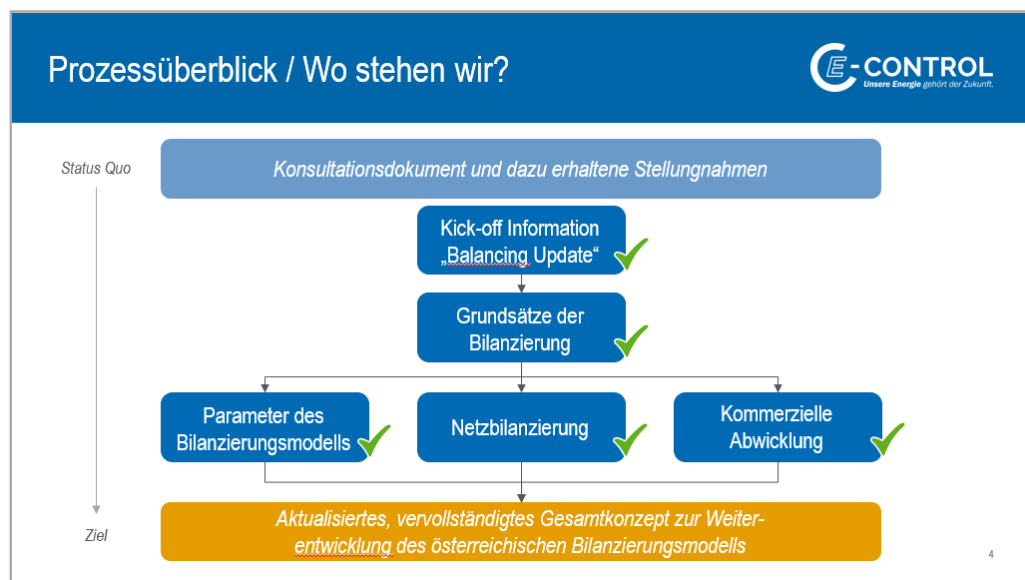 Prozessüberblick / Wo stehen wir?
E-CONTROL
Unsere Energie gehört der Zukunft.
Status Quo
Konsultationsdokument und dazu erhaltene Stellungnahmen
Kick-off Information
„Balancing Update“
Grundsätze der
Bilanzierung
Parameter des
Bilanzierungsmodells
Netzbilanzierung
Kommerzielle
Abwicklung
Ziel
Aktualisiertes, vervollständigtes Gesamtkonzept zur Weiter-
entwicklung des österreichischen Bilanzierungsmodells
4